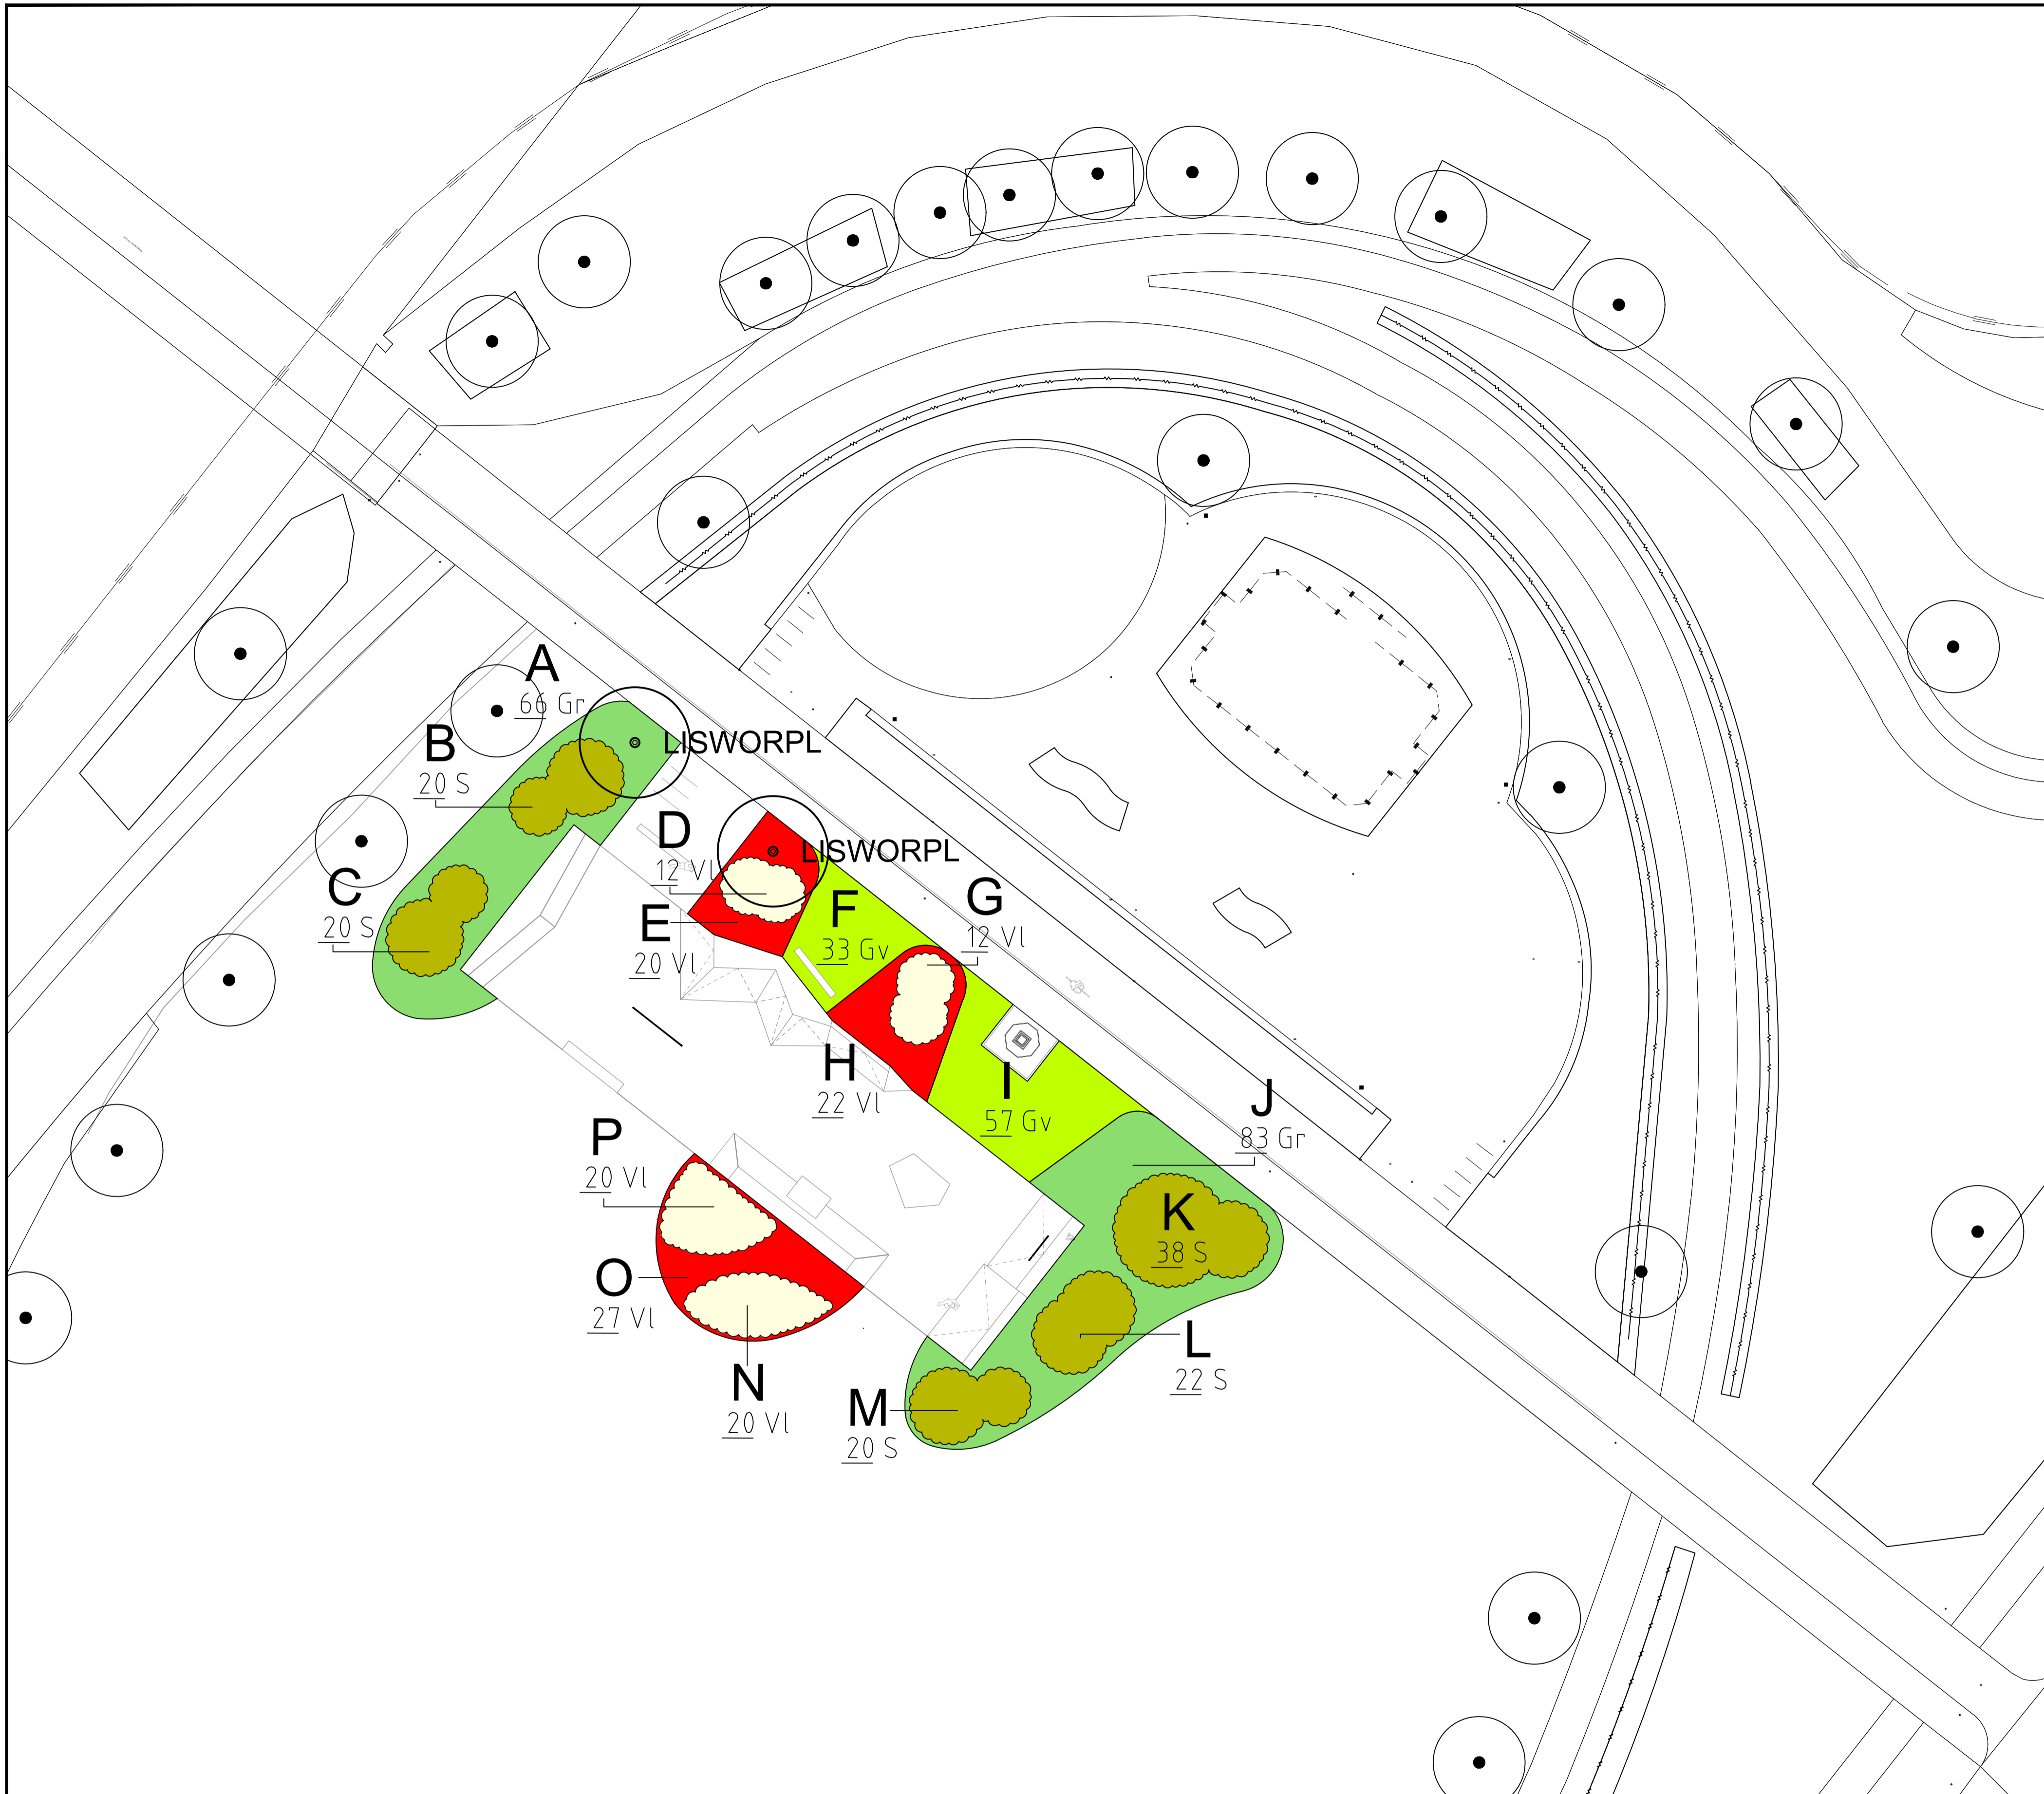 A
66 Gr
B
20 S
LISWORPL
C
20 S
D
12 Vl
LISWORPL
E
20 Vl
F
33 Gv
G
12 Vl
H
22 Vl
I
57 Gv
J
83 Gr
K
38 S
L
22 S
M
20 S
N
20 Vl
O
27 Vl
P
20 Vl